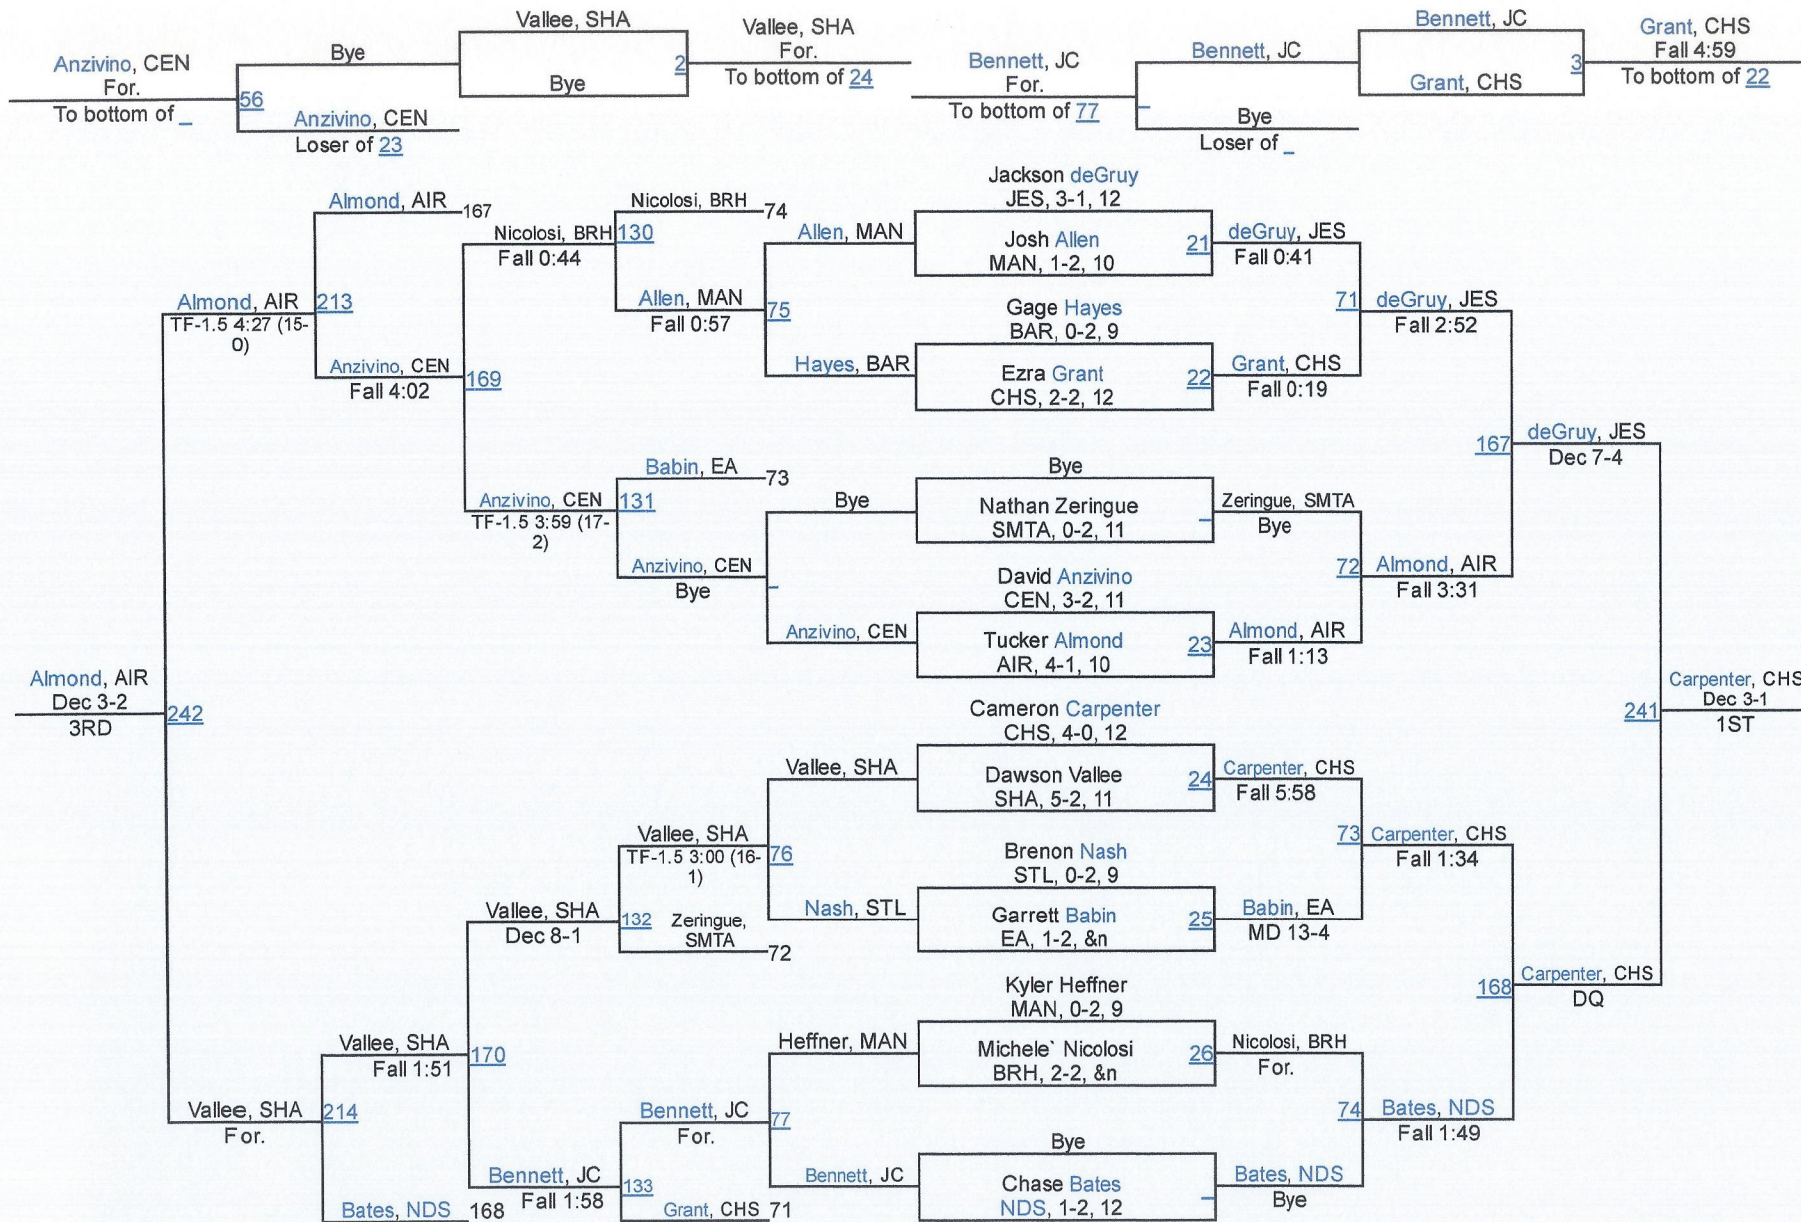 Vallee, SHA
Bye
2
Bye
Vallee, SHA
For.
To bottom of 24
Anzivino, CEN
For.
To bottom of _
56
Anzivino, CEN
Loser of 23
Bennett, JC
Bennett, JC
For.
To bottom of 77
Bennett, JC
3
Grant, CHS
_
Bye
Loser of _
Grant, CHS
Fall 4:59
To bottom of 22
Almond, AIR 167
Nicolosi, BRH 74
Nicolosi, BRH 130
Fall 0:44
Allen, MAN
Allen, MAN
Fall 0:57
75
Almond, AIR 213
TF-1.5 4:27 (15-
0)
Anzivino, CEN
Fall 4:02
169
Hayes, BAR
Babin, EA 73
Bye
Anzivino, CEN 131
TF-1.5 3:59 (17-
2)
Anzivino, CEN
Bye
_
Anzivino, CEN
Almond, AIR
Dec 3-2
3RD
242
Vallee, SHA
Vallee, SHA
TF-1.5 3:00 (16-
1)
76
Vallee, SHA
Dec 8-1
132
Zeringue,
SMTA
72
Nash, STL
Vallee, SHA
Fall 1:51
170
Heffner, MAN
Vallee, SHA
For.
214
Bennett, JC
For.
77
Bennett, JC
Fall 1:58
133
Bennett, JC
Bates, NDS 168
Grant, CHS 71
Jackson deGruy
JES, 3-1, 12
Josh Allen
MAN, 1-2, 10
21
deGruy, JES
Fall 0:41
Gage Hayes
BAR, 0-2, 9
71
deGruy, JES
Fall 2:52
Ezra Grant
CHS, 2-2, 12
22
Grant, CHS
Fall 0:19
167
deGruy, JES
Dec 7-4
Bye
Nathan Zeringue
SMTA, 0-2, 11
_
Zeringue, SMTA
Bye
David Anzivino
CEN, 3-2, 11
72
Almond, AIR
Fall 3:31
Tucker Almond
AIR, 4-1, 10
23
Almond, AIR
Fall 1:13
Cameron Carpenter
CHS, 4-0, 12
241
Carpenter, CHS
Dec 3-1
1ST
Dawson Vallee
SHA, 5-2, 11
24
Carpenter, CHS
Fall 5:58
Brenon Nash
STL, 0-2, 9
73
Carpenter, CHS
Fall 1:34
Garrett Babin
EA, 1-2, &n
25
Babin, EA
MD 13-4
Kyler Heffner
MAN, 0-2, 9
168
Carpenter, CHS
DQ
Michele` Nicolosi
BRH, 2-2, &n
26
Nicolosi, BRH
For.
74
Bates, NDS
Fall 1:49
Bye
Chase Bates
NDS, 1-2, 12
_
Bates, NDS
Bye